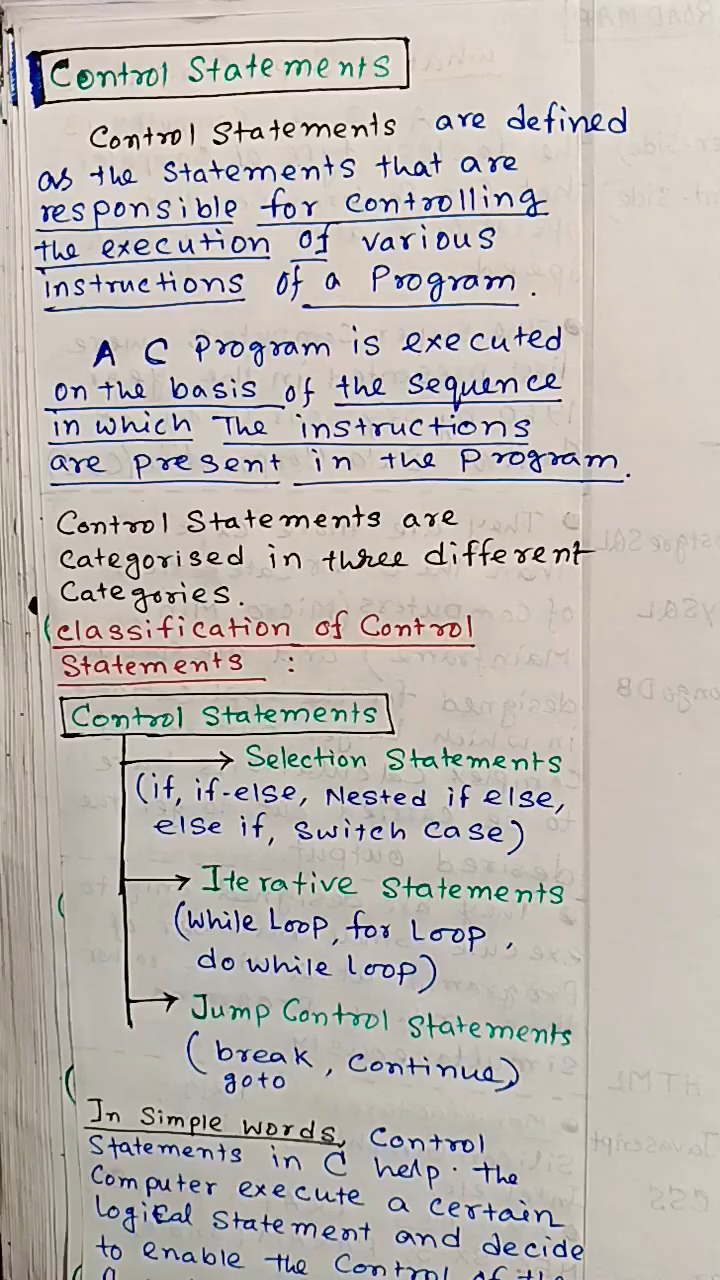 Control Statements
Control Statements are defined
as the Statements that are
responsible for controlling
the execution of various
instructions of a Program.
A C Program is executed
on the basis of the sequence
in which The instructions
are present in the Program.
Control Statements are
Categorised in three different
Categories.
classification of Control
Statements :
Control Statements
→ Selection Statements
(if, if-else, Nested if else,
else if, Switch Case)
→ Iterative Statements
(While Loop, for Loop,
do while loop)
→ Jump Control Statements
(break, Continue)
goto
In Simple words, Control
Statements in C help. the
Computer execute a certain
logical Statement and decide
to enable the Control of the